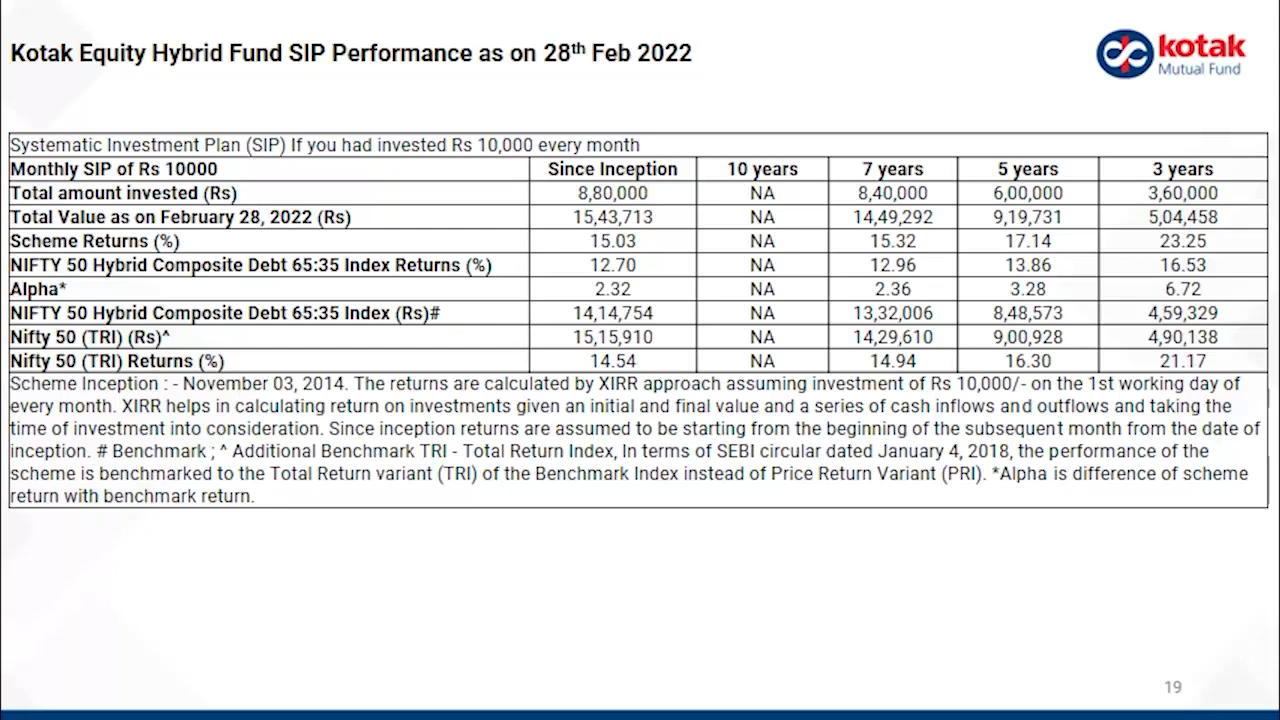 Kotak Equity Hybrid Fund SIP Performance as on 28th Feb 2022
kotak
Mutual Fund
Systematic Investment Plan (SIP) If you had invested Rs 10,000 every month
Monthly SIP of Rs 10000 Since Inception 10 years 7 years 5 years 3 years
Total amount invested (Rs) 8,80,000 NA 8,40,000 6,00,000 3,60,000
Total Value as on February 28, 2022 (Rs) 15,43,713 NA 14,49,292 9,19,731 5,04,458
Scheme Returns (%) 15.03 NA 15.32 17.14 23.25
NIFTY 50 Hybrid Composite Debt 65:35 Index Returns (%) 12.70 NA 12.96 13.86 16.53
Alpha* 2.32 NA 2.36 3.28 6.72
NIFTY 50 Hybrid Composite Debt 65:35 Index (Rs)# 14,14,754 NA 13,32,006 8,48,573 4,59,329
Nifty 50 (TRI) (Rs)^ 15,15,910 NA 14,29,610 9,00,928 4,90,138
Nifty 50 (TRI) Returns (%) 14.54 NA 14.94 16.30 21.17
Scheme Inception : - November 03, 2014. The returns are calculated by XIRR approach assuming investment of Rs 10,000/- on the 1st working day of
every month. XIRR helps in calculating return on investments given an initial and final value and a series of cash inflows and outflows and taking the
time of investment into consideration. Since inception returns are assumed to be starting from the beginning of the subsequent month from the date of
inception. # Benchmark ; ^ Additional Benchmark TRI - Total Return Index, In terms of SEBI circular dated January 4, 2018, the performance of the
scheme is benchmarked to the Total Return variant (TRI) of the Benchmark Index instead of Price Return Variant (PRI). *Alpha is difference of scheme
return with benchmark return.
19